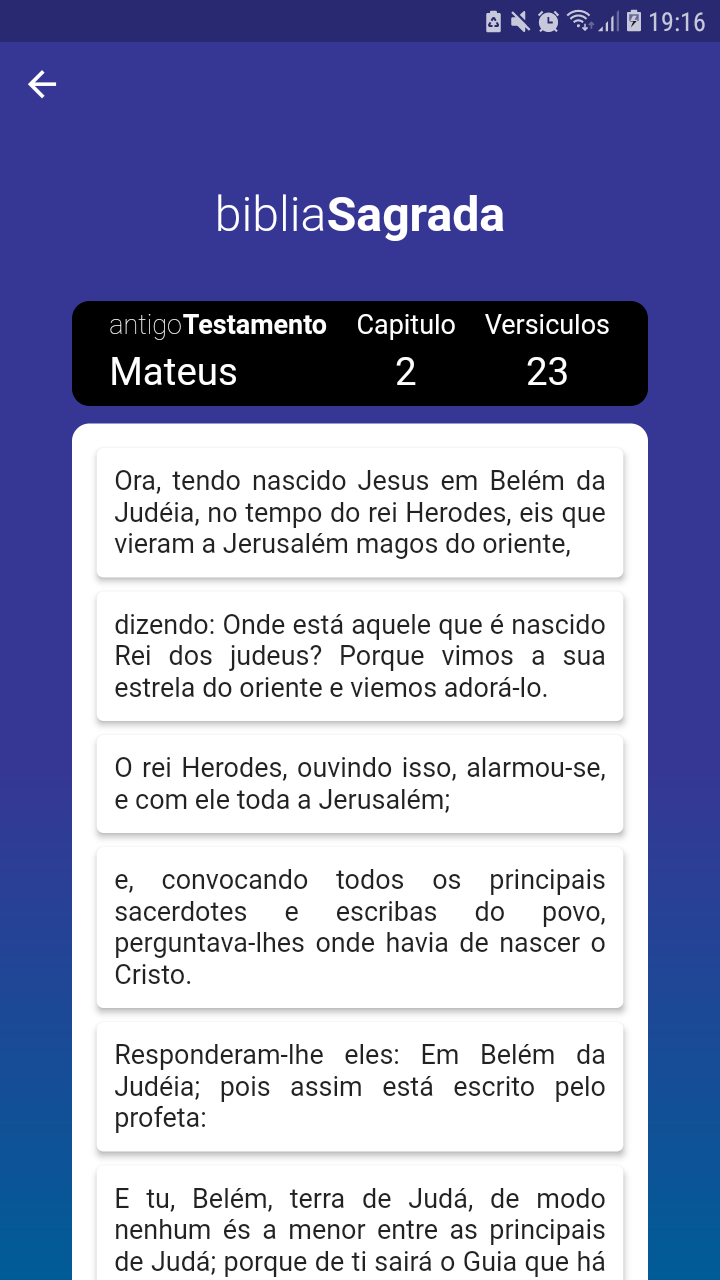 19:16
bibliaSagrada
antigoTestamento Capitulo Versiculos
Mateus 2 23
Ora, tendo nascido Jesus em Belém da
Judéia, no tempo do rei Herodes, eis que
vieram a Jerusalém magos do oriente,
dizendo: Onde está aquele que é nascido
Rei dos judeus? Porque vimos a sua
estrela do oriente e viemos adorá-lo.
O rei Herodes, ouvindo isso, alarmou-se,
e com ele toda a Jerusalém;
e, convocando todos os principais
sacerdotes e escribas do povo,
perguntava-lhes onde havia de nascer o
Cristo.
Responderam-lhe eles: Em Belém da
Judéia; pois assim está escrito pelo
profeta:
E tu, Belém, terra de Judá, de modo
nenhum és a menor entre as principais
de Judá; porque de ti sairá o Guia que há